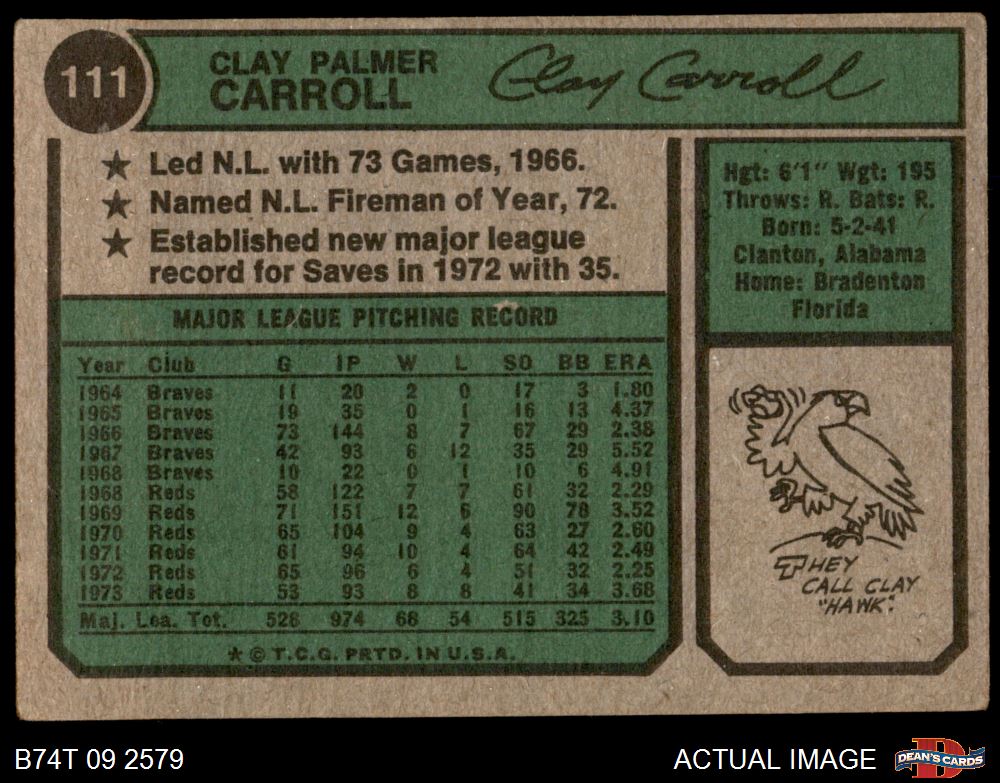 111
CLAY PALMER
CARROLL
Clay Carroll
★ Led N.L. with 73 Games, 1966.
★ Named N.L. Fireman of Year, 72.
★ Established new major league
record for Saves in 1972 with 35.
Hgt: 6'1" Wgt: 195
Throws: R. Bats: R.
Born: 5-2-41
Clanton, Alabama
Home: Bradenton
Florida
MAJOR LEAGUE PITCHING RECORD
Year Club G IP W L SO BB ERA
1964 Braves 11 20 2 0 17 3 1.80
1965 Braves 19 35 0 1 16 13 4.37
1966 Braves 73 144 8 7 67 29 2.38
1967 Braves 42 93 6 12 35 29 5.52
1968 Braves 10 22 0 1 10 6 4.91
1968 Reds 58 122 7 7 61 32 2.29
1969 Reds 71 151 12 6 90 78 3.52
1970 Reds 65 104 9 4 63 27 2.60
1971 Reds 61 94 10 4 64 42 2.49
1972 Reds 65 96 6 4 51 32 2.25
1973 Reds 53 93 8 8 41 34 3.68
Maj. Lea. Tot. 528 974 68 54 515 325 3.10
★ © T.C.G. PRTD. IN U.S.A.
THEY
CALL CLAY
"HAWK".
B74T 09 2579
ACTUAL IMAGE
DEAN'S CARDS